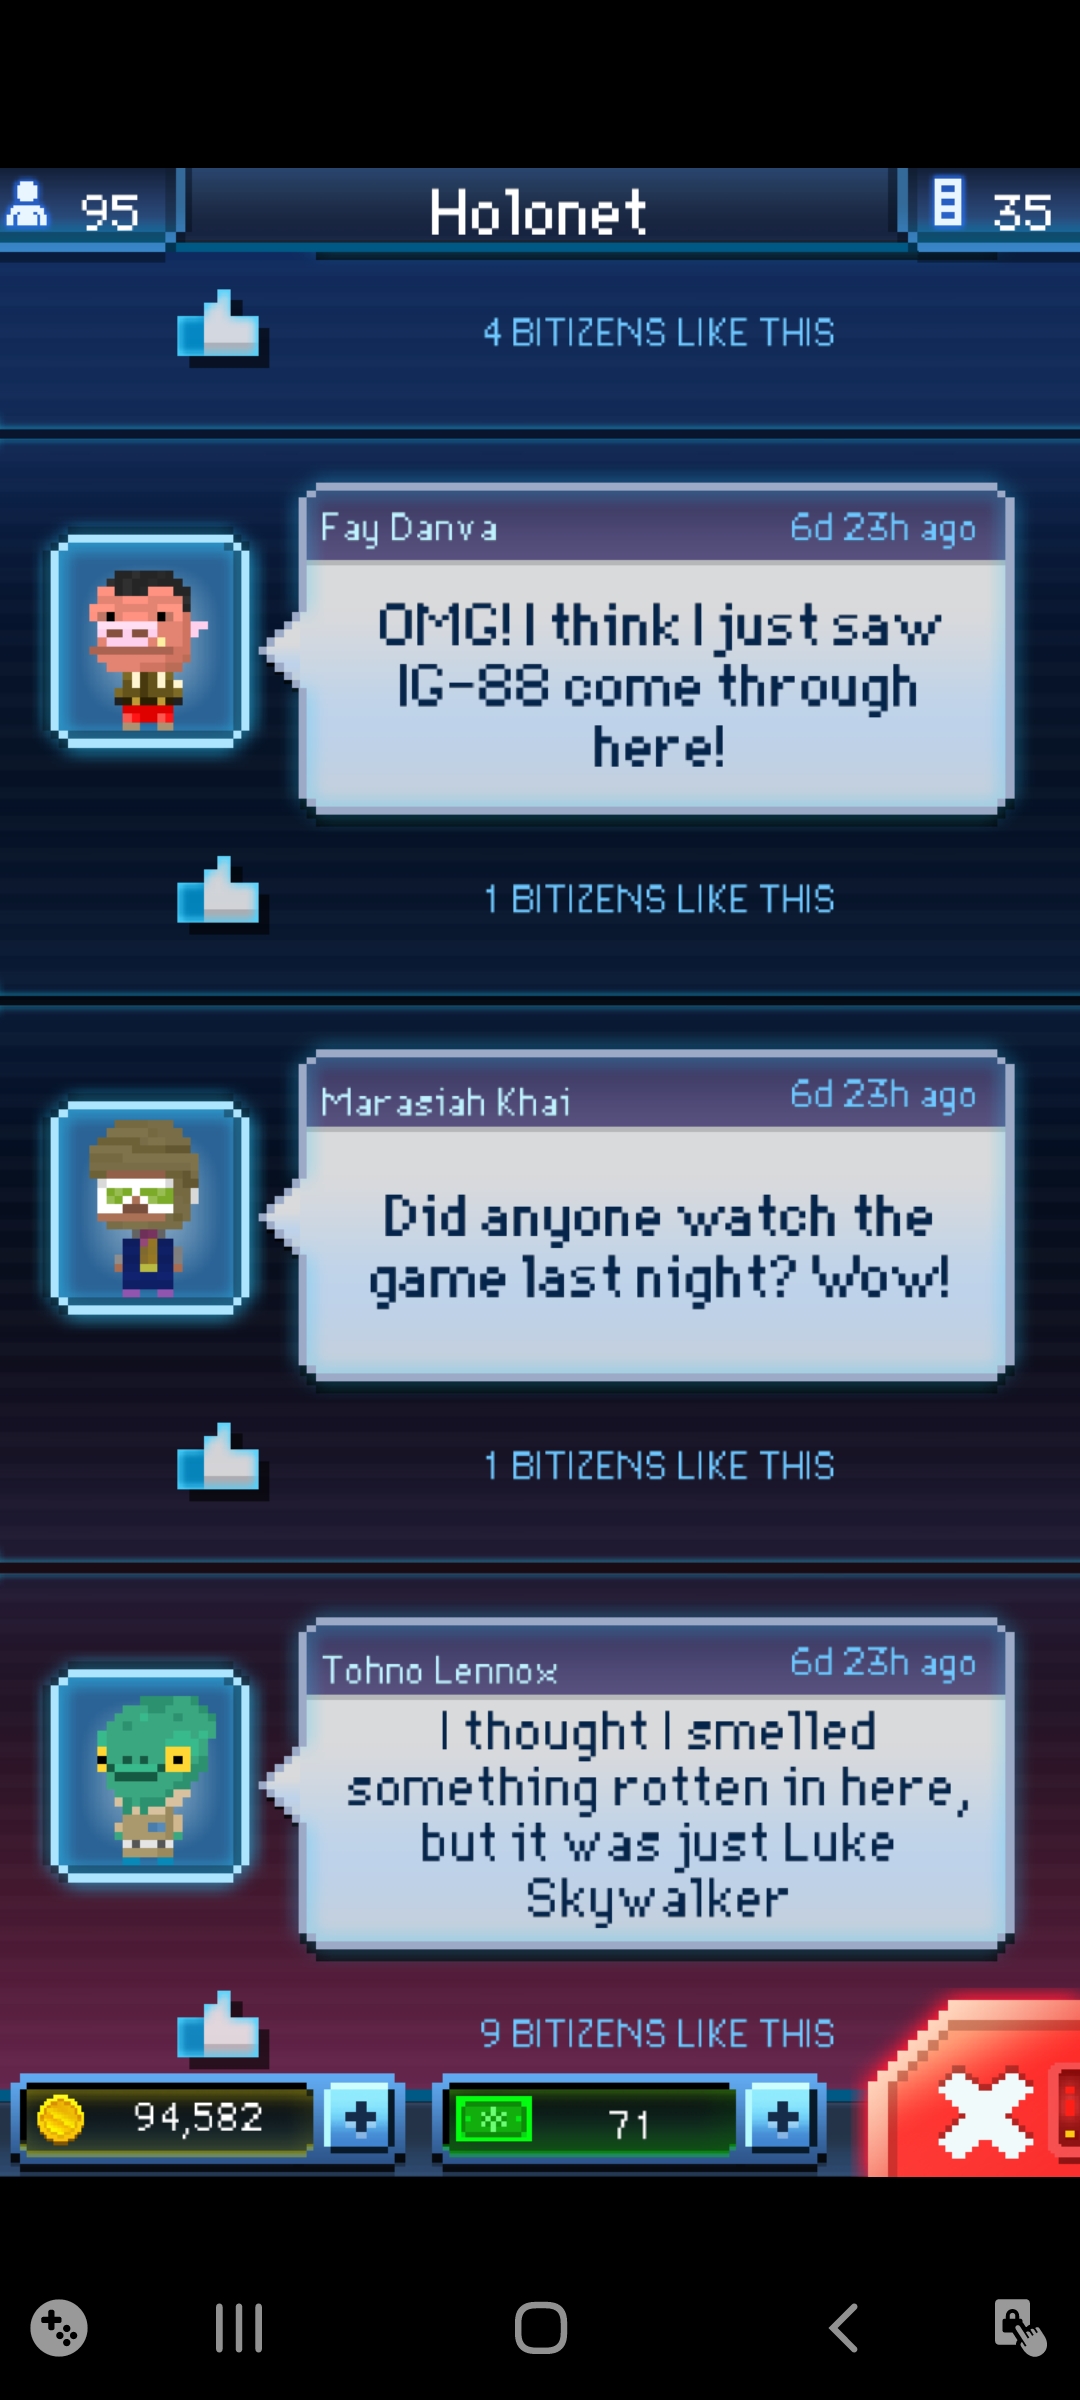 95
Holonet
35
4 BITIZENS LIKE THIS
Fay Danva
6d 23h ago
OMG! I think I just saw
IG-88 come through
here!
1 BITIZENS LIKE THIS
Marasiah Khai
6d 23h ago
Did anyone watch the
game last night? Wow!
1 BITIZENS LIKE THIS
Tohno Lennox
6d 23h ago
I thought I smelled
something rotten in here,
but it was just Luke
Skywalker
9 BITIZENS LIKE THIS
94,582
71